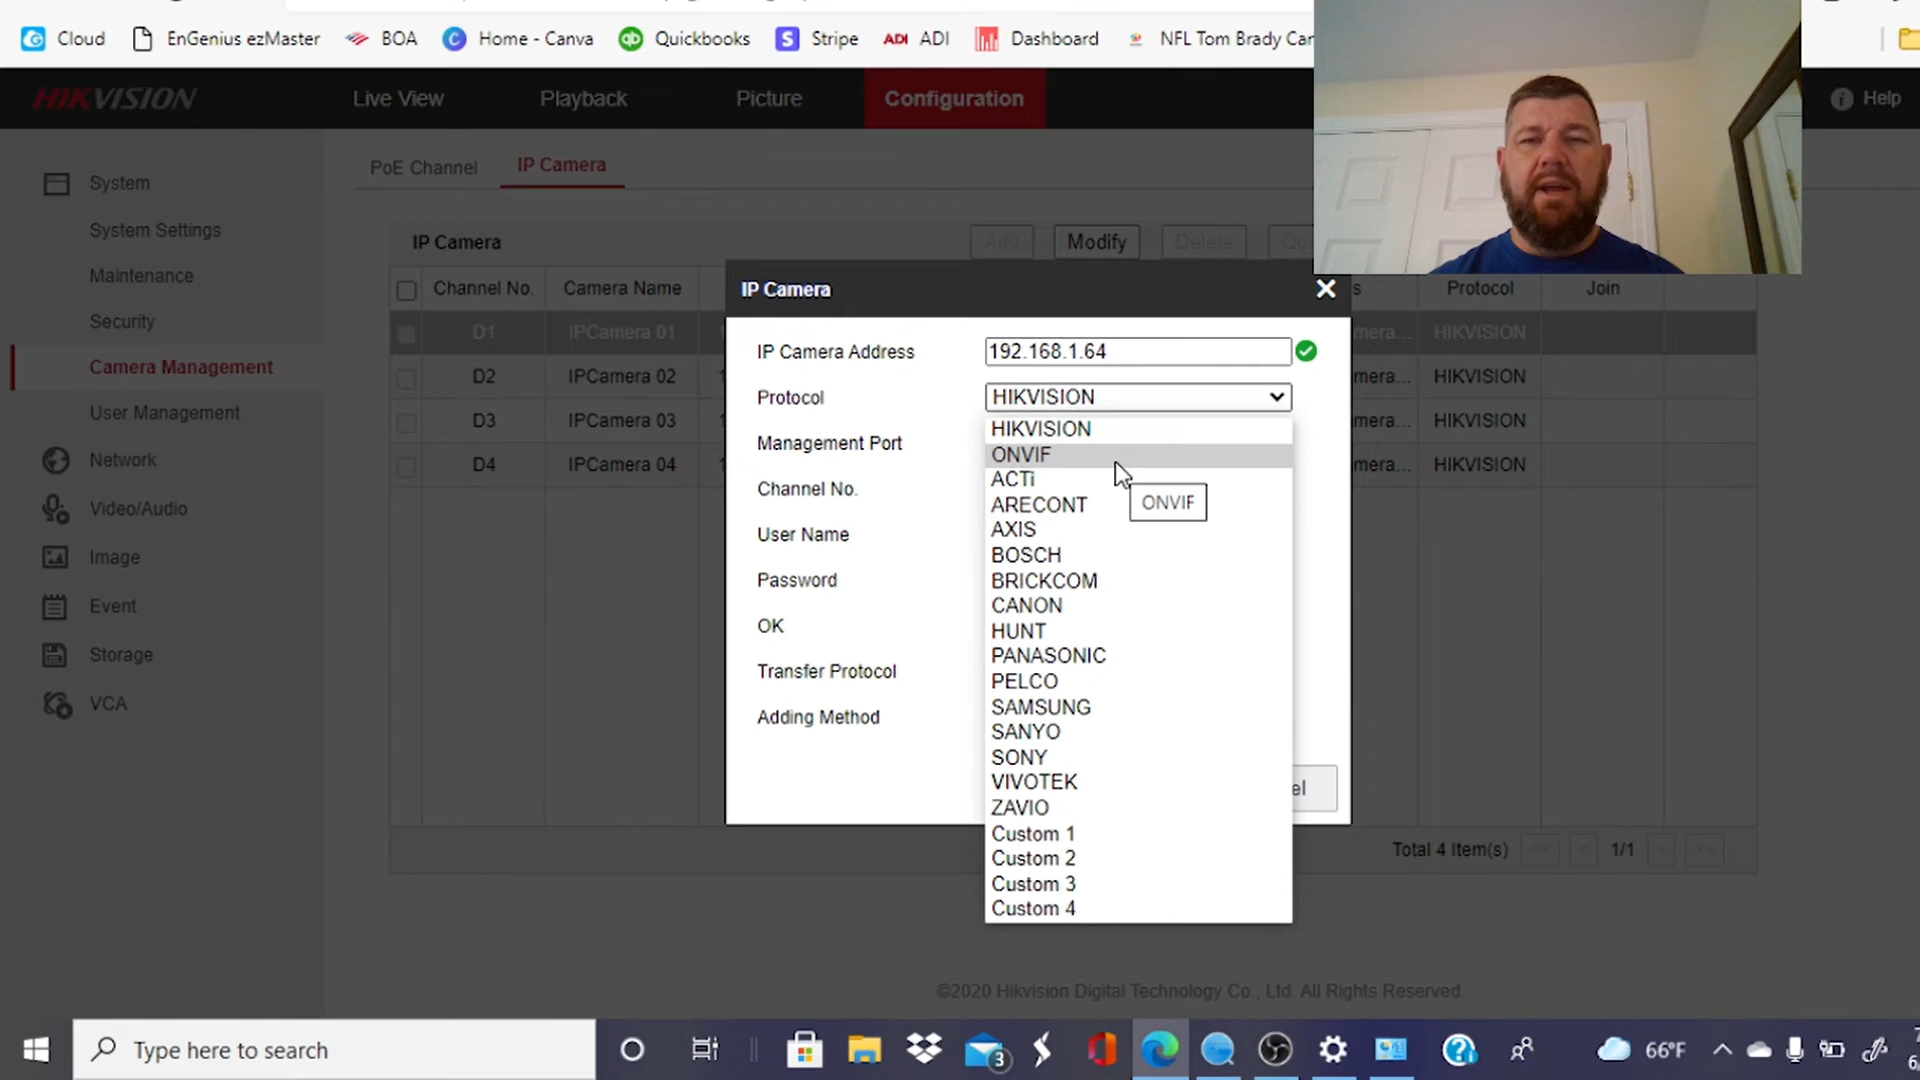 Cloud EnGenius ezMaster BOA Home - Canva Quickbooks Stripe ADI ADI Dashboard NFL Tom Brady Car
HIKVISION Live View Playback Picture Configuration Help
PoE Channel IP Camera
System
System Settings
Maintenance
Security
Camera Management
User Management
Network
Video/Audio
Image
Event
Storage
VCA
IP Camera Add Modify Delete
Channel No. Camera Name Protocol Join
D1 IPCamera 01 HIKVISION
D2 IPCamera 02 mera... HIKVISION
D3 IPCamera 03 mera... HIKVISION
D4 IPCamera 04 mera... HIKVISION
IP Camera
IP Camera Address 192.168.1.64
Protocol HIKVISION
Management Port
Channel No.
User Name
Password
OK
Transfer Protocol
Adding Method
HIKVISION
ONVIF
ACTi
ARECONT
AXIS
BOSCH
BRICKCOM
CANON
HUNT
PANASONIC
PELCO
SAMSUNG
SANYO
SONY
VIVOTEK
ZAVIO
Custom 1
Custom 2
Custom 3
Custom 4
ONVIF
el
Total 4 Item(s) << < 1/1 > >>
©2020 Hikvision Digital Technology Co., Ltd. All Rights Reserved.
Type here to search 3 66°F